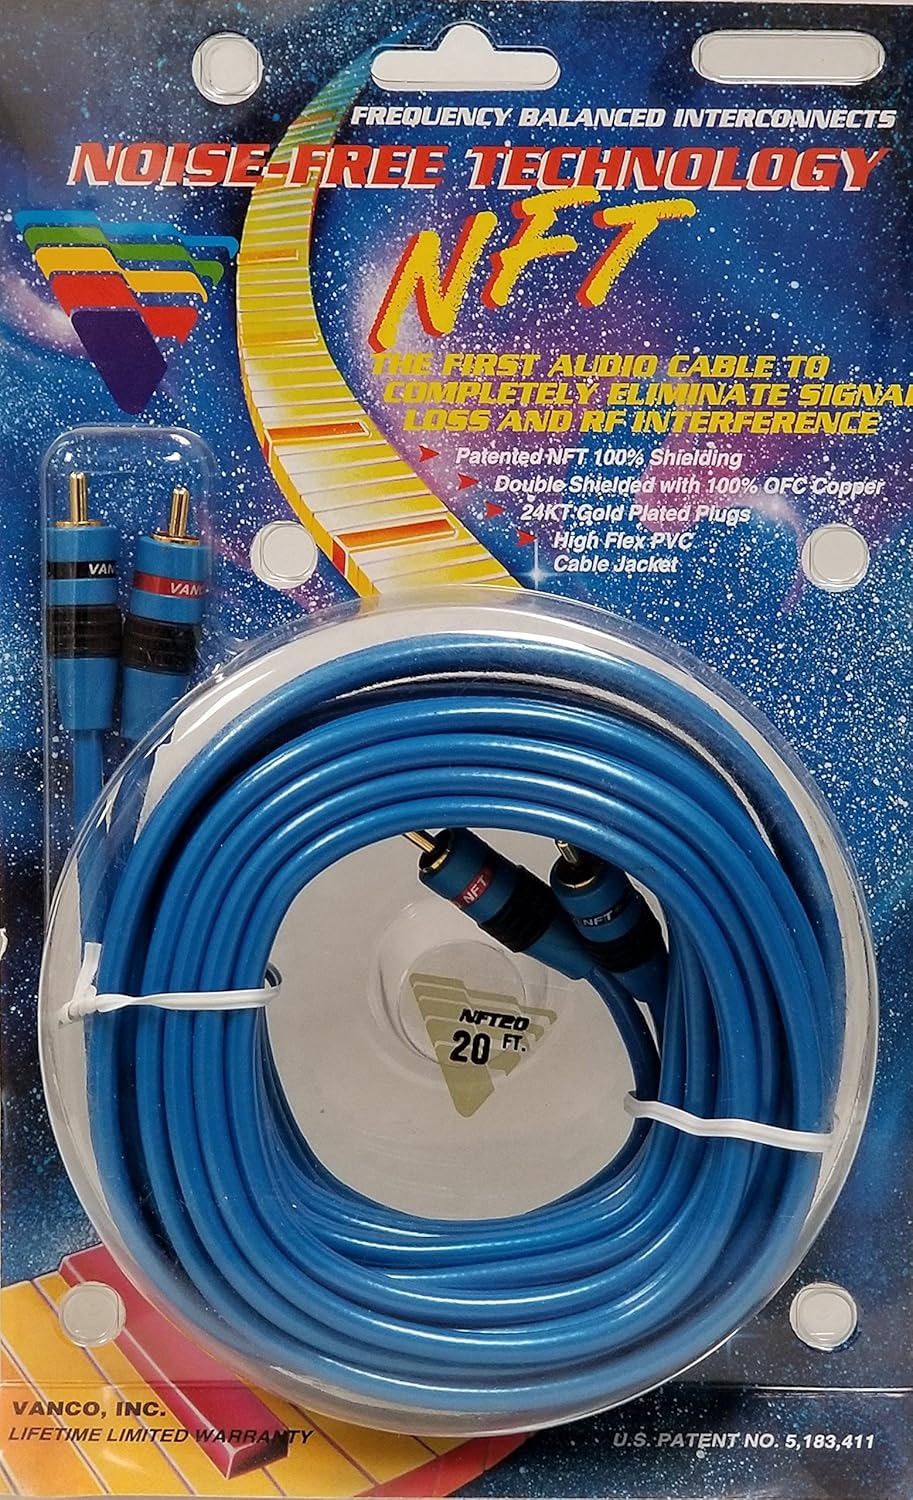 FREQUENCY BALANCED INTERCONNECTS
NOISE-FREE TECHNOLOGY
NFT
THE FIRST AUDIO CABLE TO
COMPLETELY ELIMINATE SIGNAL
LOSS AND RF INTERFERENCE
Patented NFT 100% Shielding
Double Shielded with 100% OFC Copper
24KT Gold Plated Plugs
High Flex PVC
Cable Jacket
VANC
VANC
NFT
NFT
NFT20
20 FT.
VANCO, INC.
LIFETIME LIMITED WARRANTY
U.S. PATENT NO. 5,183,411